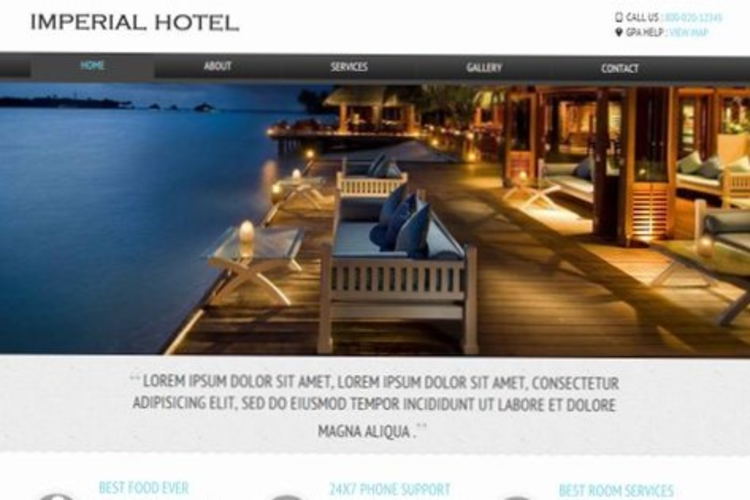 IMPERIAL HOTEL
CALL US : 800-020-12345
GPA HELP : VIEW MAP
HOME ABOUT SERVICES GALLERY CONTACT
“ LOREM IPSUM DOLOR SIT AMET, LOREM IPSUM DOLOR SIT AMET, CONSECTETUR
ADIPISICING ELIT, SED DO EIUSMOD TEMPOR INCIDIDUNT UT LABORE ET DOLORE
MAGNA ALIQUA .”
BEST FOOD EVER 24X7 PHONE SUPPORT BEST ROOM SERVICES